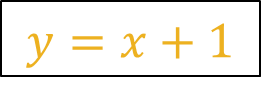 y = x + 1